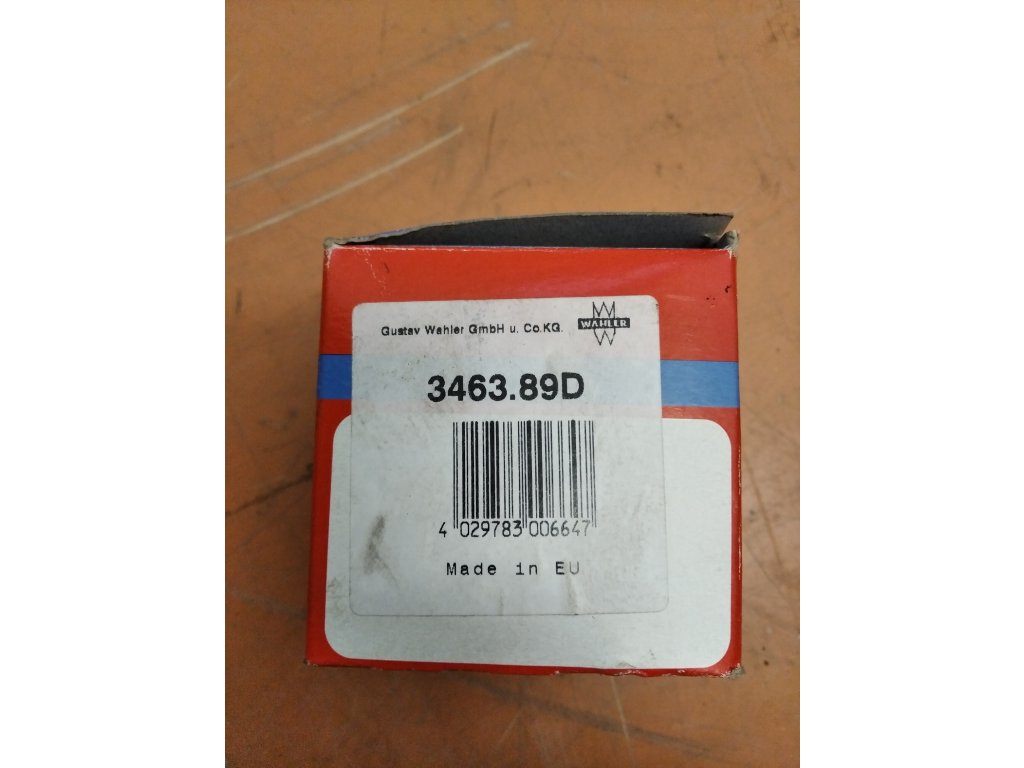 Gustav Wahler GmbH u. Co.KG.
W
WAHLER
W
3463.89D
4 029783 006647
Made in EU